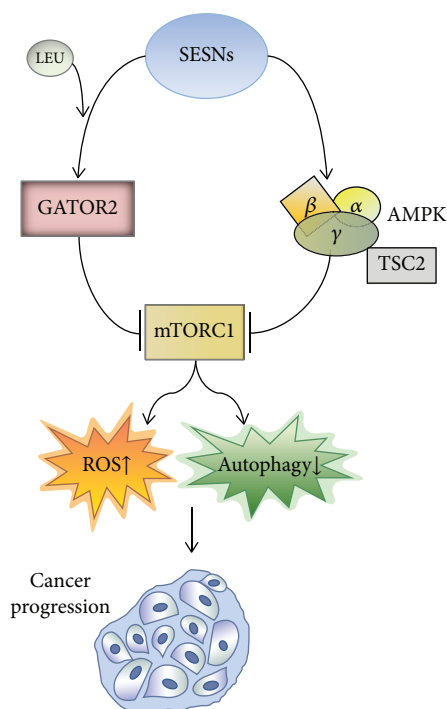 SESNs
LEU
GATOR2
β
α
AMPK
γ
TSC2
mTORC1
ROS↑
Autophagy↓
Cancer
progression